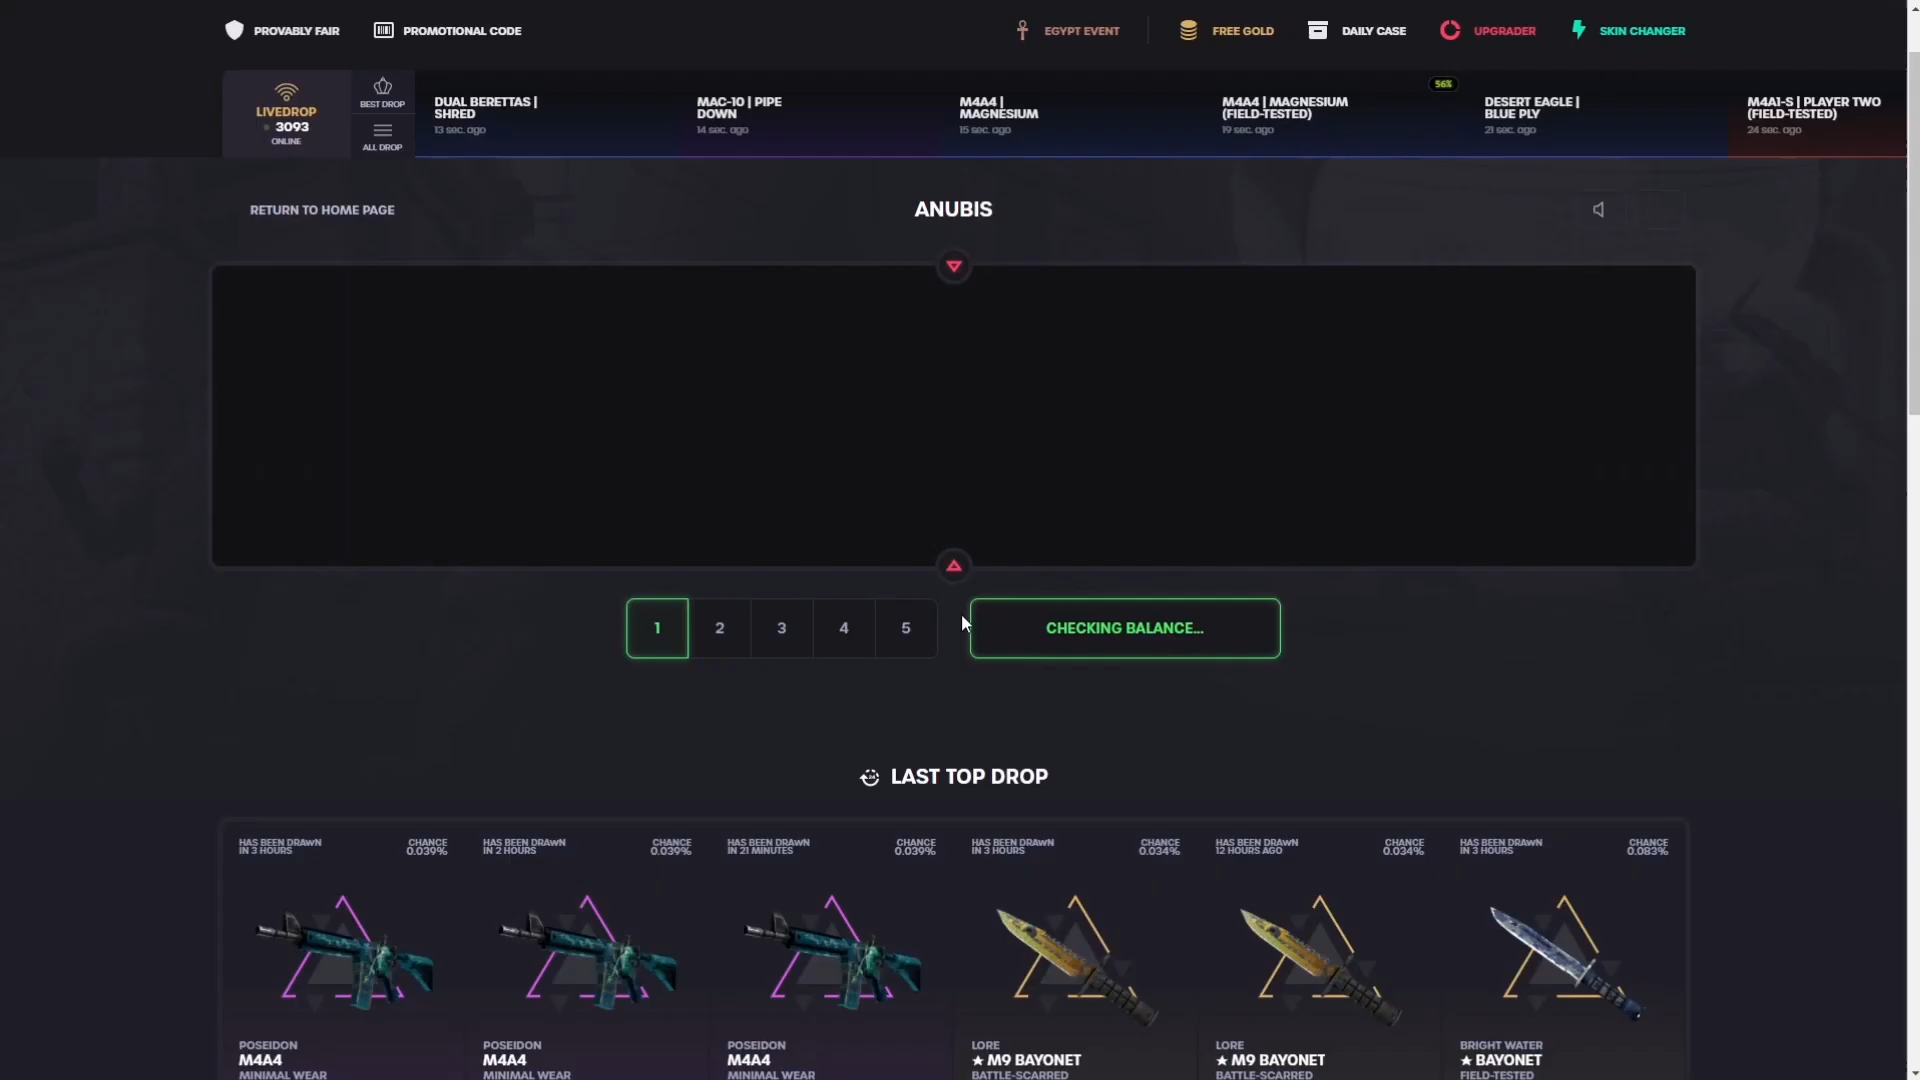 PROVABLY FAIR
PROMOTIONAL CODE
EGYPT EVENT
FREE GOLD
DAILY CASE
UPGRADER
SKIN CHANGER
LIVEDROP
3093
ONLINE
BEST DROP
ALL DROP
DUAL BERETTAS |
SHRED
13 sec. ago
MAC-10 | PIPE
DOWN
14 sec. ago
M4A4 |
MAGNESIUM
15 sec. ago
M4A4 | MAGNESIUM
(FIELD-TESTED)
19 sec. ago
56%
DESERT EAGLE |
BLUE PLY
21 sec. ago
M4A1-S | PLAYER TWO
(FIELD-TESTED)
24 sec. ago
RETURN TO HOME PAGE
ANUBIS
1 2 3 4 5
CHECKING BALANCE...
24
LAST TOP DROP
HAS BEEN DRAWN
IN 3 HOURS
CHANCE
0.039%
HAS BEEN DRAWN
IN 2 HOURS
CHANCE
0.039%
HAS BEEN DRAWN
IN 21 MINUTES
CHANCE
0.039%
HAS BEEN DRAWN
IN 3 HOURS
CHANCE
0.034%
HAS BEEN DRAWN
12 HOURS AGO
CHANCE
0.034%
HAS BEEN DRAWN
IN 3 HOURS
CHANCE
0.083%
POSEIDON
M4A4
MINIMAL WEAR
POSEIDON
M4A4
MINIMAL WEAR
POSEIDON
M4A4
MINIMAL WEAR
LORE
★ M9 BAYONET
BATTLE-SCARRED
LORE
★ M9 BAYONET
BATTLE-SCARRED
BRIGHT WATER
★ BAYONET
FIELD-TESTED